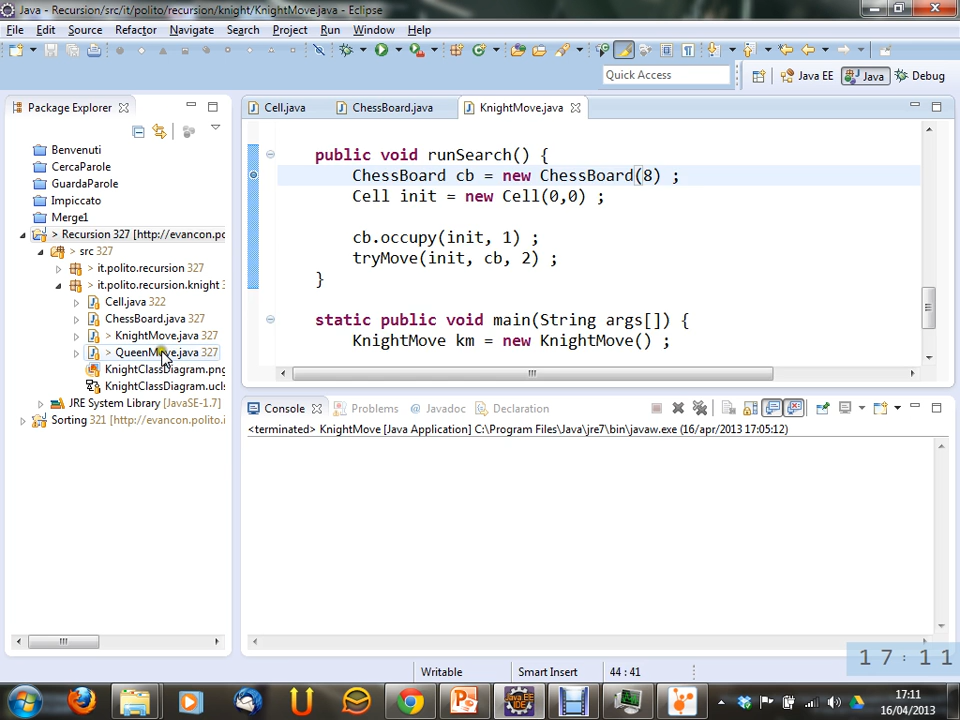 Java - Recursion/src/it/polito/recursion/knight/KnightMove.java - Eclipse
File Edit Source Refactor Navigate Search Project Run Window Help
Quick Access
Java EE Java Debug
Package Explorer
Cell.java ChessBoard.java KnightMove.java
Benvenuti
CercaParole
GuardaParole
Impiccato
Merge1
> Recursion 327 [http://evancon.po
> src 327
> it.polito.recursion 327
> it.polito.recursion.knight 3
Cell.java 322
ChessBoard.java 327
> KnightMove.java 327
> QueenMove.java 327
KnightClassDiagram.png
KnightClassDiagram.ucls
JRE System Library [JavaSE-1.7]
Sorting 321 [http://evancon.polito.i
public void runSearch() {
ChessBoard cb = new ChessBoard(8) ;
Cell init = new Cell(0,0) ;
cb.occupy(init, 1) ;
tryMove(init, cb, 2) ;
}
static public void main(String args[]) {
KnightMove km = new KnightMove() ;
Console Problems @ Javadoc Declaration
<terminated> KnightMove [Java Application] C:\Program Files\Java\jre7\bin\javaw.exe (16/apr/2013 17:05:12)
17:11
Writable Smart Insert 44 : 41
17:11
16/04/2013